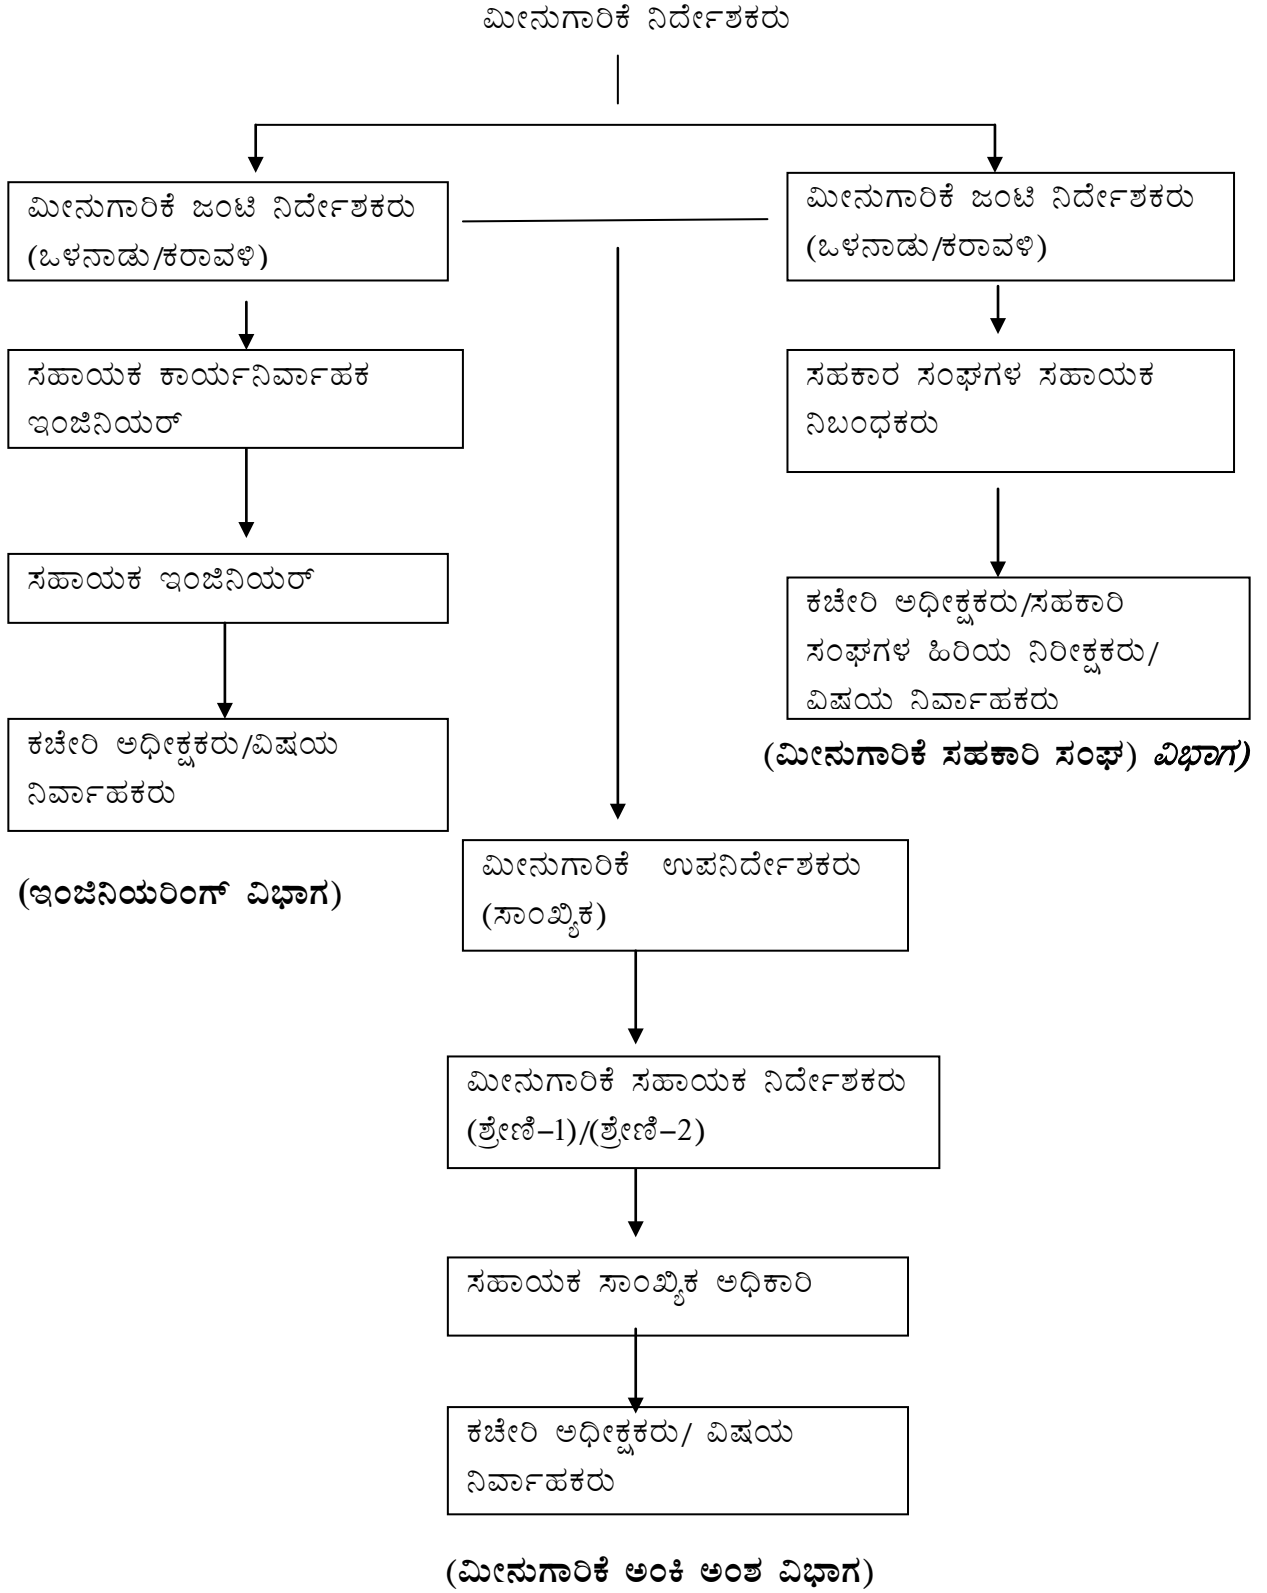 ಮೀನುಗಾರಿಕೆ ನಿರ್ದೇಶಕರು
ಮೀನುಗಾರಿಕೆ ಜಂಟಿ ನಿರ್ದೇಶಕರು
(ಒಳನಾಡು/ಕರಾವಳಿ)
ಸಹಾಯಕ ಕಾರ್ಯನಿರ್ವಾಹಕ
ಇಂಜಿನಿಯರ್
ಸಹಾಯಕ ಇಂಜಿನಿಯರ್
ಕಚೇರಿ ಅಧೀಕ್ಷಕರು/ವಿಷಯ
ನಿರ್ವಾಹಕರು
(ಇಂಜಿನಿಯರಿಂಗ್ ವಿಭಾಗ)
ಮೀನುಗಾರಿಕೆ ಜಂಟಿ ನಿರ್ದೇಶಕರು
(ಒಳನಾಡು/ಕರಾವಳಿ)
ಸಹಕಾರ ಸಂಘಗಳ ಸಹಾಯಕ
ನಿಬಂಧಕರು
ಕಚೇರಿ ಅಧೀಕ್ಷಕರು/ಸಹಕಾರಿ
ಸಂಘಗಳ ಹಿರಿಯ ನಿರೀಕ್ಷಕರು/
ವಿಷಯ ನಿರ್ವಾಹಕರು
(ಮೀನುಗಾರಿಕೆ ಸಹಕಾರಿ ಸಂಘ) ವಿಭಾಗ)
ಮೀನುಗಾರಿಕೆ ಉಪನಿರ್ದೇಶಕರು
(ಸಾಂಖ್ಯಿಕ)
ಮೀನುಗಾರಿಕೆ ಸಹಾಯಕ ನಿರ್ದೇಶಕರು
(ಶ್ರೇಣಿ–1)/(ಶ್ರೇಣಿ–2)
ಸಹಾಯಕ ಸಾಂಖ್ಯಿಕ ಅಧಿಕಾರಿ
ಕಚೇರಿ ಅಧೀಕ್ಷಕರು/ ವಿಷಯ
ನಿರ್ವಾಹಕರು
(ಮೀನುಗಾರಿಕೆ ಅಂಕಿ ಅಂಶ ವಿಭಾಗ)